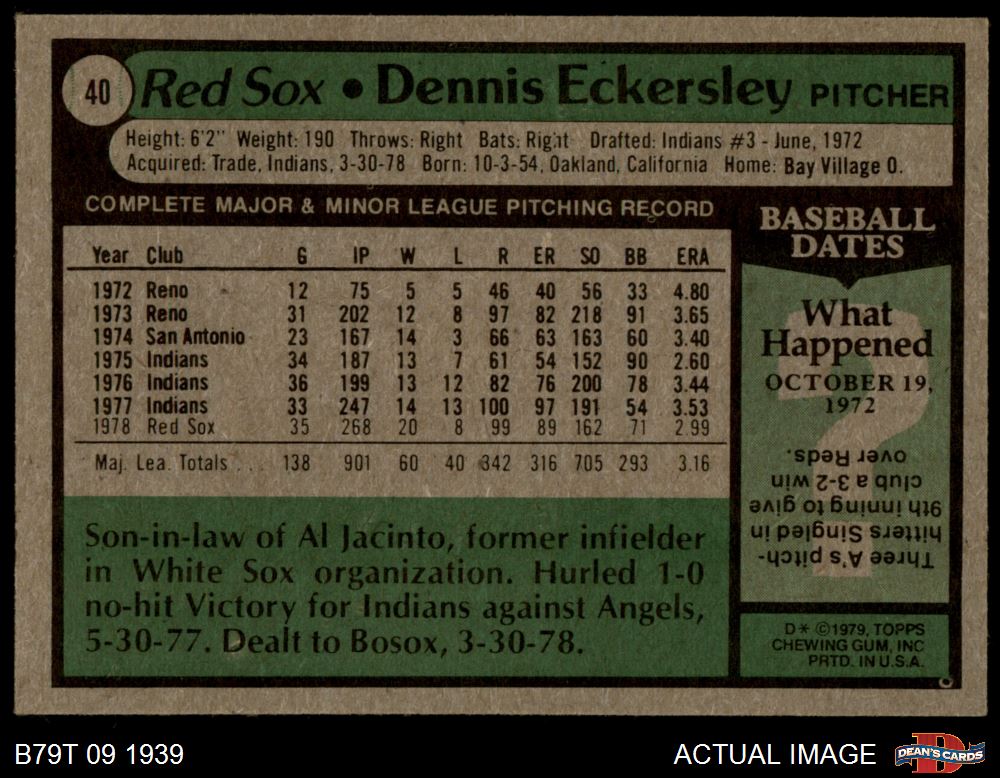 40 Red Sox • Dennis Eckersley PITCHER
Height: 6'2" Weight: 190 Throws: Right Bats: Right Drafted: Indians #3 - June, 1972
Acquired: Trade, Indians, 3-30-78 Born: 10-3-54, Oakland, California Home: Bay Village O.
COMPLETE MAJOR & MINOR LEAGUE PITCHING RECORD
Year Club G IP W L R ER SO BB ERA
1972 Reno 12 75 5 5 46 40 56 33 4.80
1973 Reno 31 202 12 8 97 82 218 91 3.65
1974 San Antonio 23 167 14 3 66 63 163 60 3.40
1975 Indians 34 187 13 7 61 54 152 90 2.60
1976 Indians 36 199 13 12 82 76 200 78 3.44
1977 Indians 33 247 14 13 100 97 191 54 3.53
1978 Red Sox 35 268 20 8 99 89 162 71 2.99
Maj. Lea. Totals . . . 138 901 60 40 342 316 705 293 3.16
Son-in-law of Al Jacinto, former infielder
in White Sox organization. Hurled 1-0
no-hit Victory for Indians against Angels,
5-30-77. Dealt to Bosox, 3-30-78.
BASEBALL
DATES
What
Happened
OCTOBER 19,
1972
Three A's pitch-
hitters Singled in
9th inning to give
club a 3-2 win
over Reds.
D* ©1979, TOPPS
CHEWING GUM, INC
PRTD. IN U.S.A.
B79T 09 1939
ACTUAL IMAGE
DEAN'S CARDS